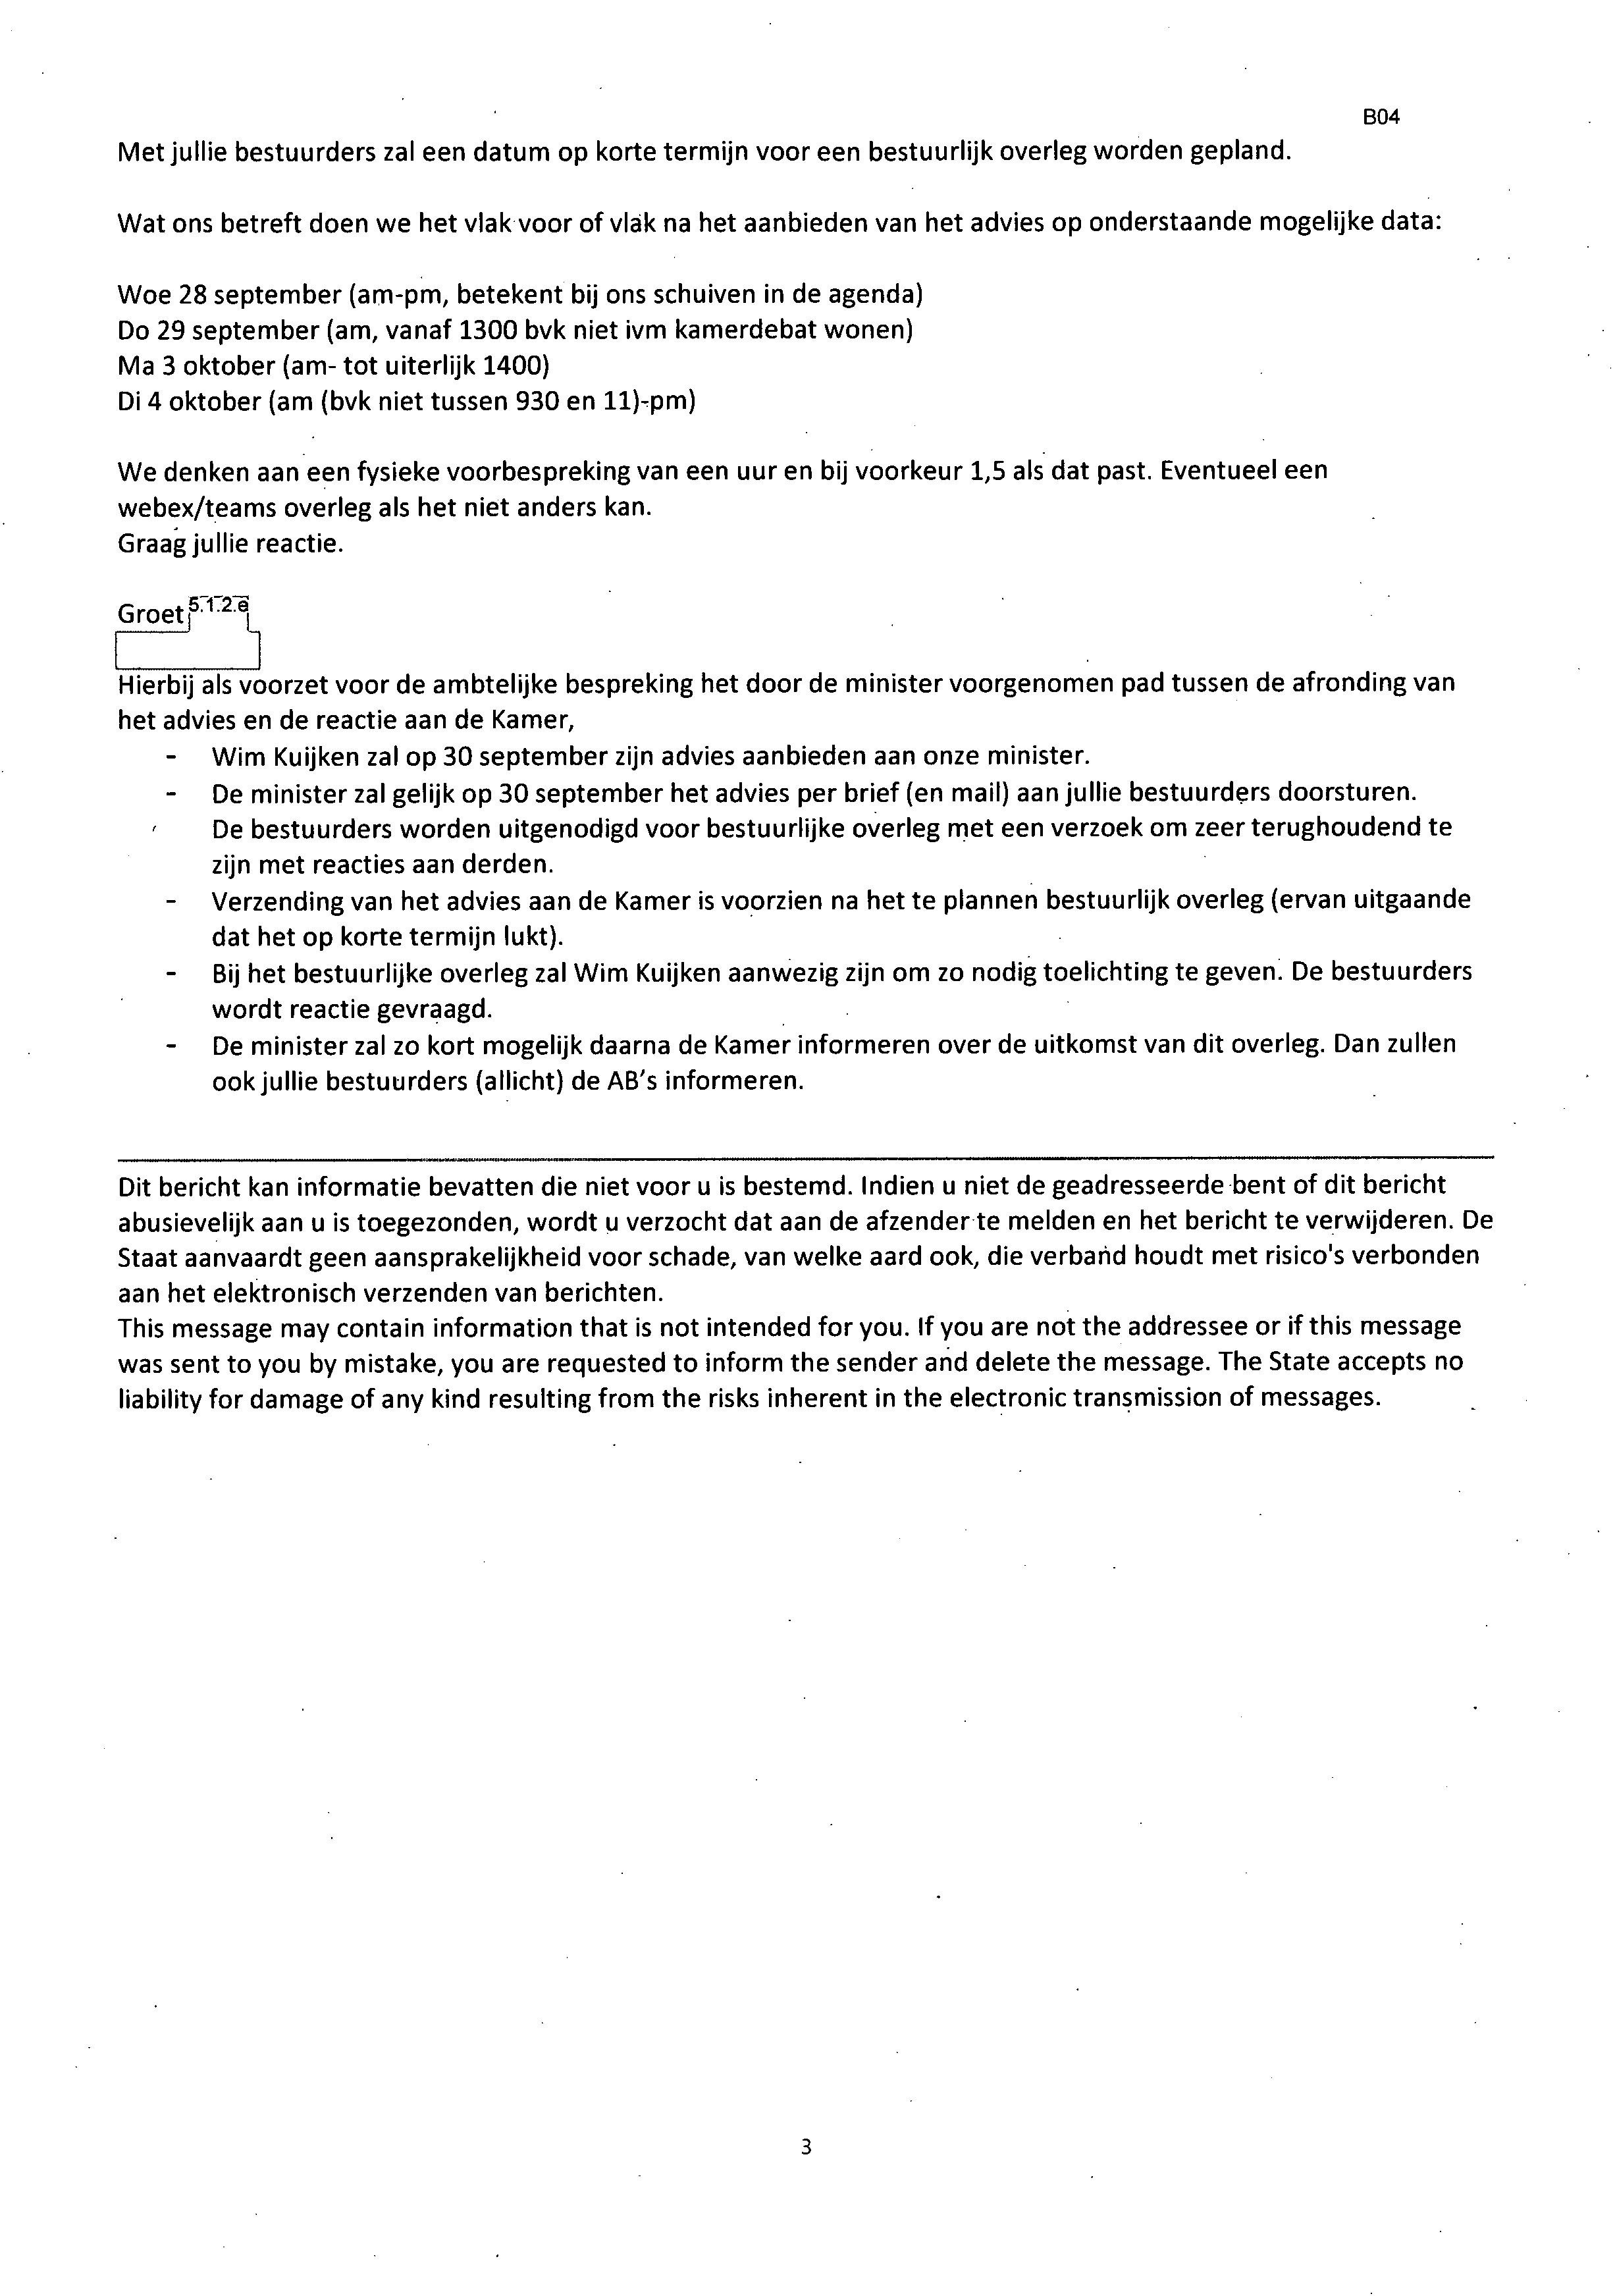 B04
Met jullie bestuurders zal een datum op korte termijn voor een bestuurlijk overleg worden gepland.
Wat ons betreft doen we het vlak voor of vlak na het aanbieden van het advies op onderstaande mogelijke data:
Woe 28 september (am-pm, betekent bij ons schuiven in de agenda)
Do 29 september (am, vanaf 1300 bvk niet ivm kamerdebat wonen)
Ma 3 oktober (am- tot uiterlijk 1400)
Di 4 oktober (am (bvk niet tussen 930 en 11)-pm)
We denken aan een fysieke voorbespreking van een uur en bij voorkeur 1,5 als dat past. Eventueel een
webex/teams overleg als het niet anders kan.
Graag jullie reactie.
Groet 5.1.2.e
Hierbij als voorzet voor de ambtelijke bespreking het door de minister voorgenomen pad tussen de afronding van
het advies en de reactie aan de Kamer,
- Wim Kuijken zal op 30 september zijn advies aanbieden aan onze minister.
- De minister zal gelijk op 30 september het advies per brief (en mail) aan jullie bestuurders doorsturen.
De bestuurders worden uitgenodigd voor bestuurlijke overleg met een verzoek om zeer terughoudend te
zijn met reacties aan derden.
- Verzending van het advies aan de Kamer is voorzien na het te plannen bestuurlijk overleg (ervan uitgaande
dat het op korte termijn lukt).
- Bij het bestuurlijke overleg zal Wim Kuijken aanwezig zijn om zo nodig toelichting te geven. De bestuurders
wordt reactie gevraagd.
- De minister zal zo kort mogelijk daarna de Kamer informeren over de uitkomst van dit overleg. Dan zullen
ook jullie bestuurders (allicht) de AB's informeren.
Dit bericht kan informatie bevatten die niet voor u is bestemd. Indien u niet de geadresseerde bent of dit bericht
abusievelijk aan u is toegezonden, wordt u verzocht dat aan de afzender te melden en het bericht te verwijderen. De
Staat aanvaardt geen aansprakelijkheid voor schade, van welke aard ook, die verband houdt met risico's verbonden
aan het elektronisch verzenden van berichten.
This message may contain information that is not intended for you. If you are not the addressee or if this message
was sent to you by mistake, you are requested to inform the sender and delete the message. The State accepts no
liability for damage of any kind resulting from the risks inherent in the electronic transmission of messages.
3